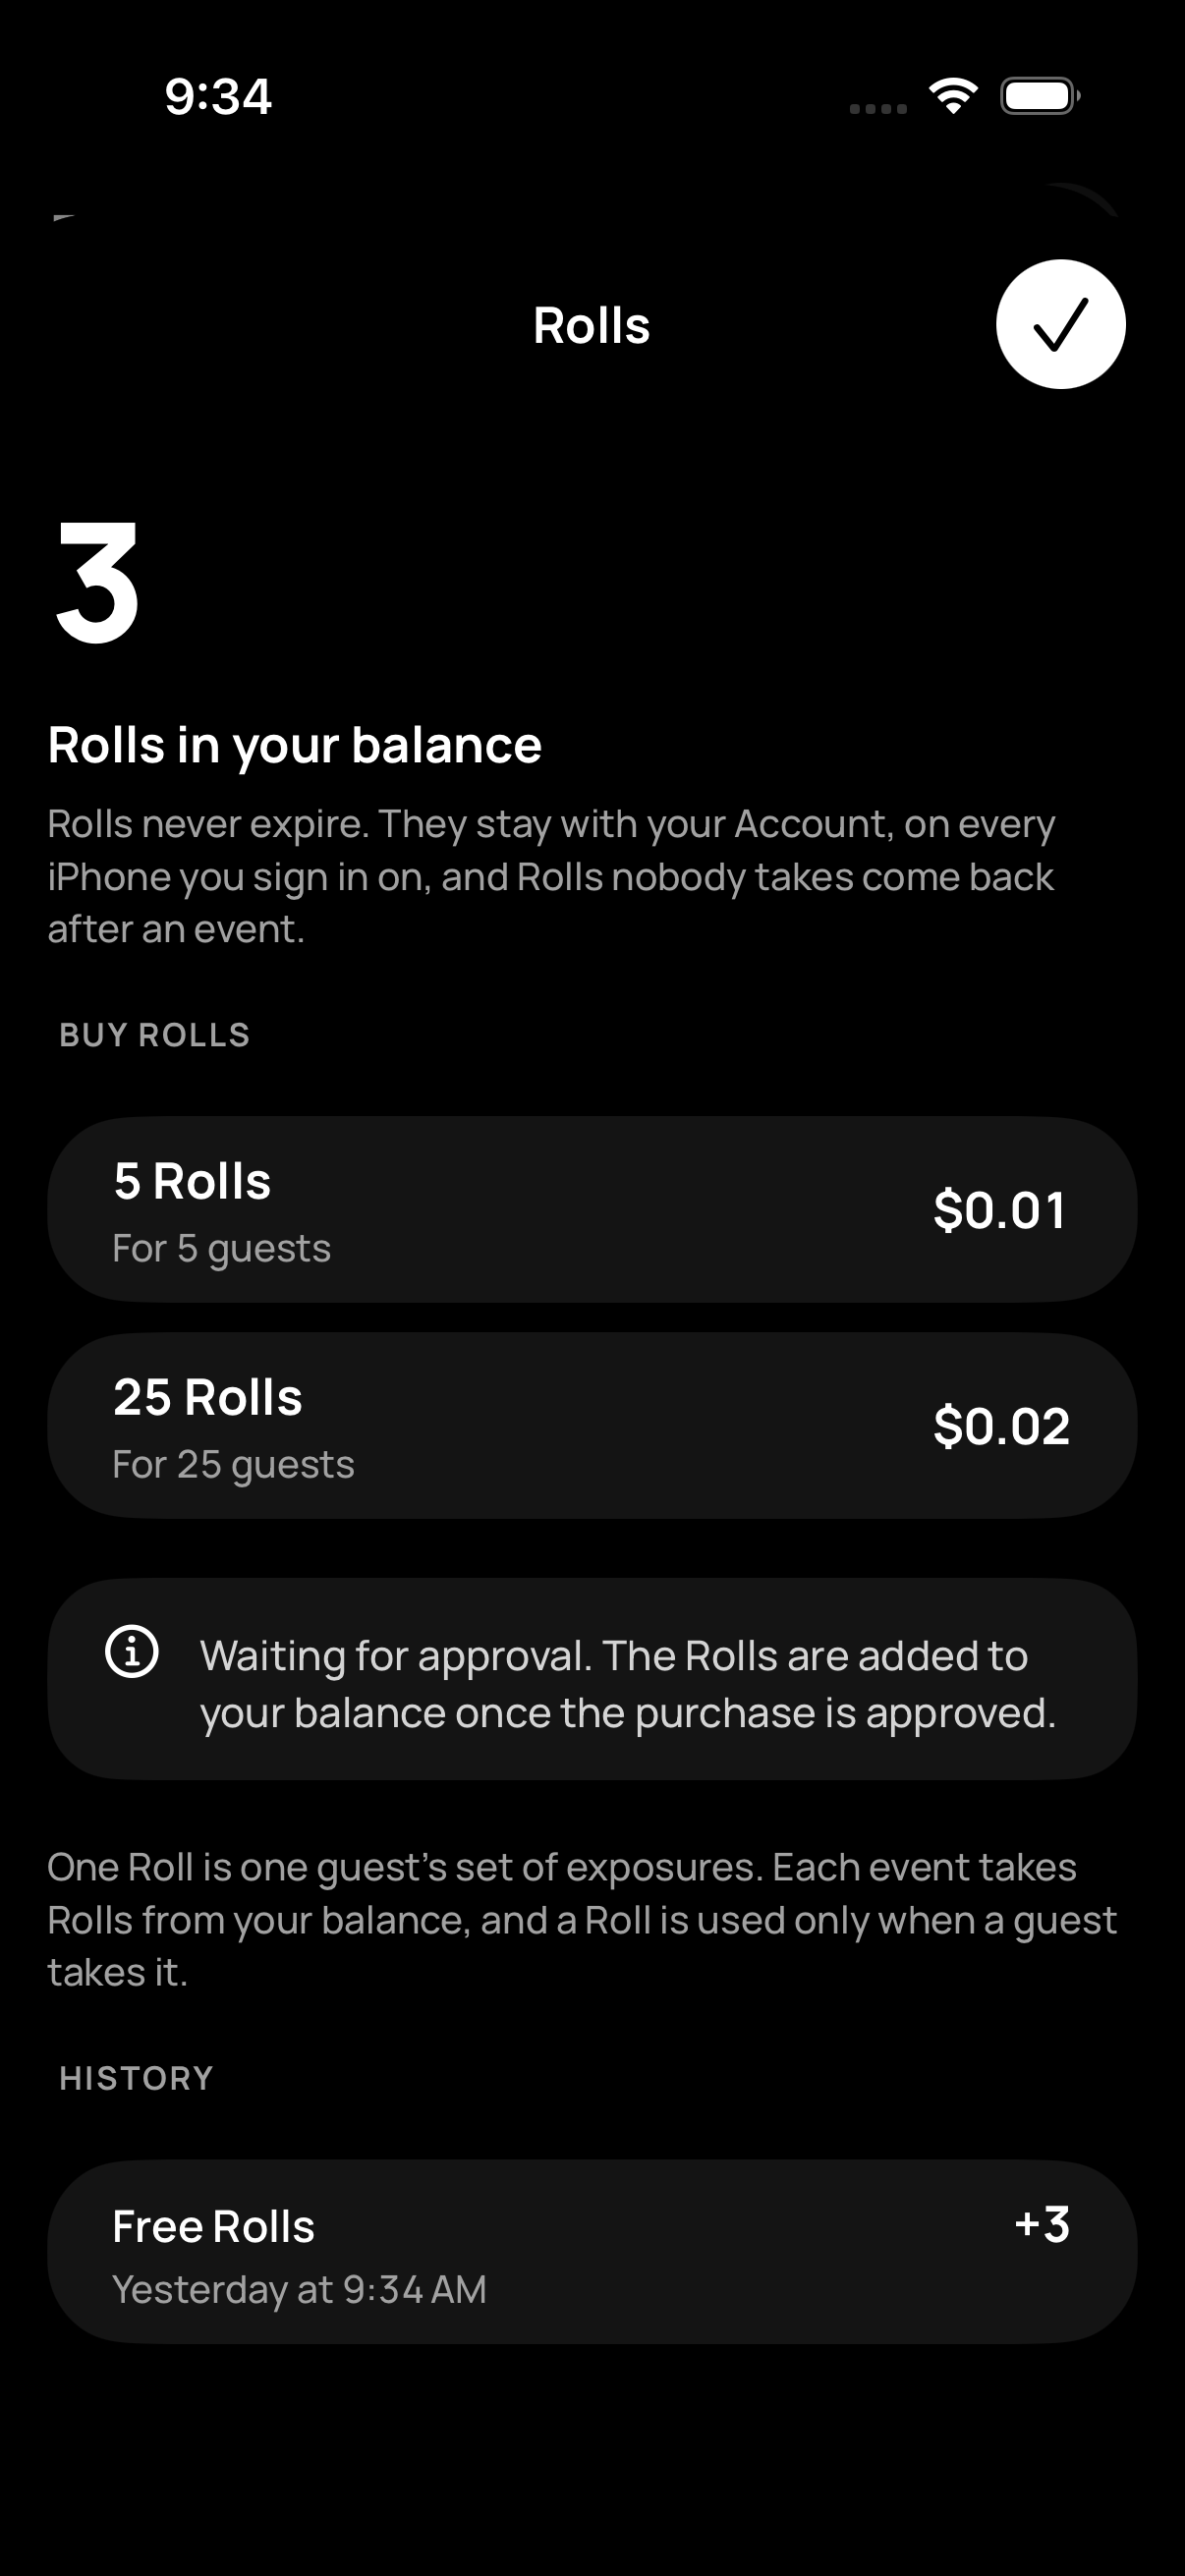 9:34
Rolls
3
Rolls in your balance
Rolls never expire. They stay with your Account, on every
iPhone you sign in on, and Rolls nobody takes come back
after an event.
BUY ROLLS
5 Rolls
$0.01
For 5 guests
25 Rolls
$0.02
For 25 guests
Waiting for approval. The Rolls are added to
your balance once the purchase is approved.
One Roll is one guest’s set of exposures. Each event takes
Rolls from your balance, and a Roll is used only when a guest
takes it.
HISTORY
Free Rolls
+3
Yesterday at 9:34 AM